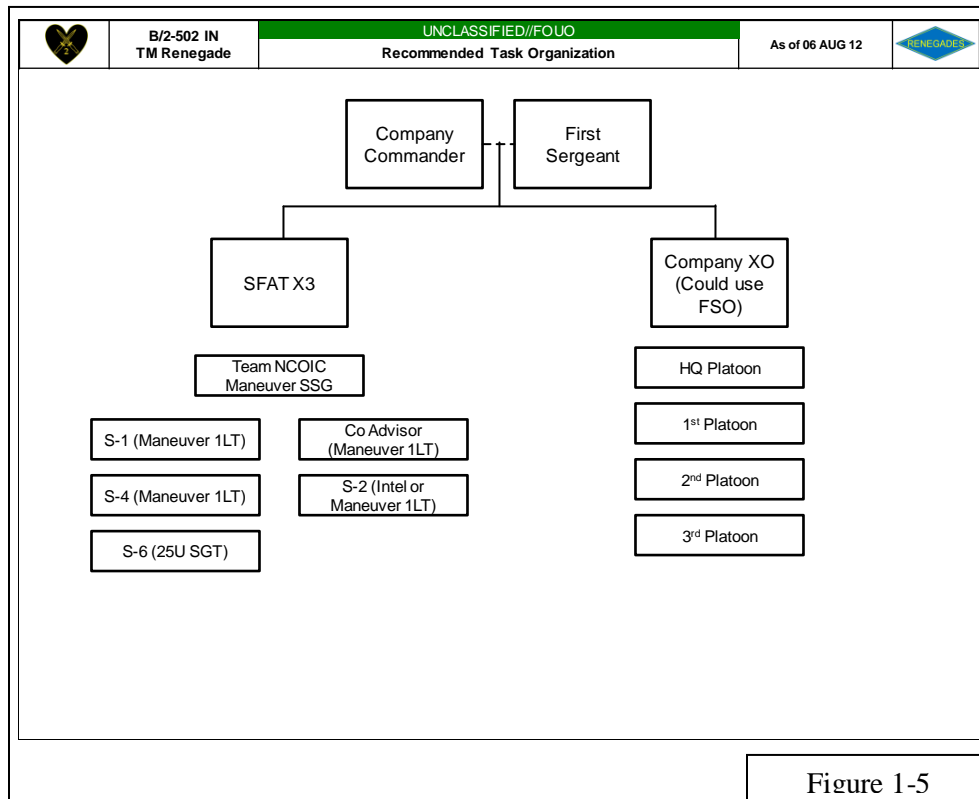 2
B/2-502 IN
TM Renegade
UNCLASSIFIED//FOUO
Recommended Task Organization
As of 06 AUG 12
RENEGADES
Company
Commander
First
Sergeant
SFAT X3
Company XO
(Could use
FSO)
Team NCOIC
Maneuver SSG
S-1 (Maneuver 1LT)
Co Advisor
(Maneuver 1LT)
S-4 (Maneuver 1LT)
S-2 (Intel or
Maneuver 1LT)
S-6 (25U SGT)
HQ Platoon
1st Platoon
2nd Platoon
3rd Platoon
Figure 1-5